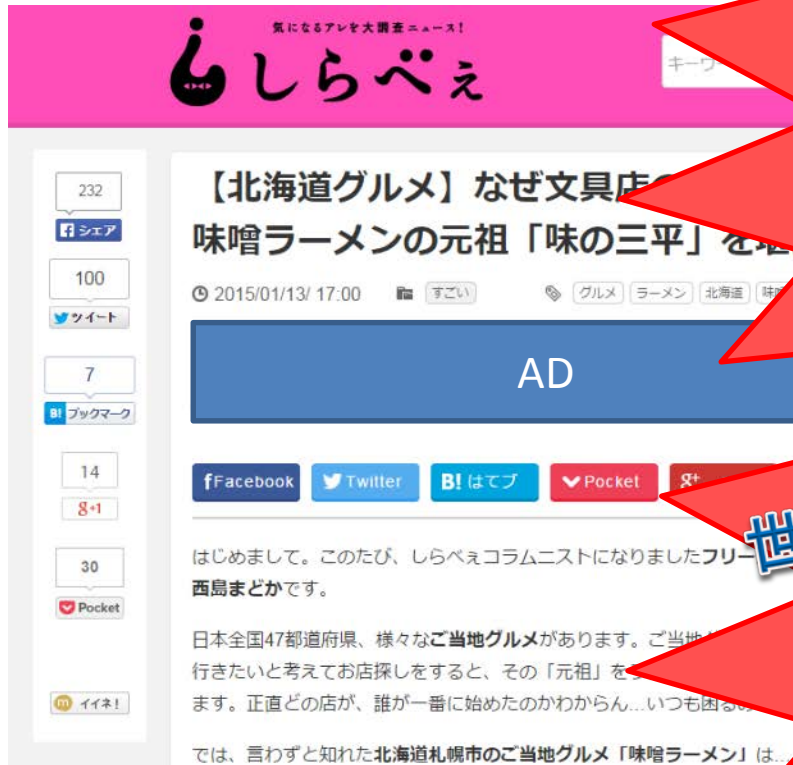 気になるアレを大調査ニュース!
しらべぇ
キーワ
232
シェア
100
ツイート
7
B! ブックマーク
14
g+1
30
Pocket
イイネ!
【北海道グルメ】なぜ文具店
味噌ラーメンの元祖「味の三平」を
2015/01/13/ 17:00 すごい グルメ ラーメン 北海道
AD
fFacebook Twitter B! はてブ Pocket g+
世
はじめまして。このたび、しらべぇコラムニストになりましたフリー
西島まどかです。
日本全国47都道府県、様々なご当地グルメがあります。ご当地
行きたいと考えてお店探しをすると、その「元祖」を
ます。正直どの店が、誰が一番に始めたのかわからん…いつも困る
では、言わずと知れた北海道札幌市のご当地グルメ「味噌ラーメン」は…